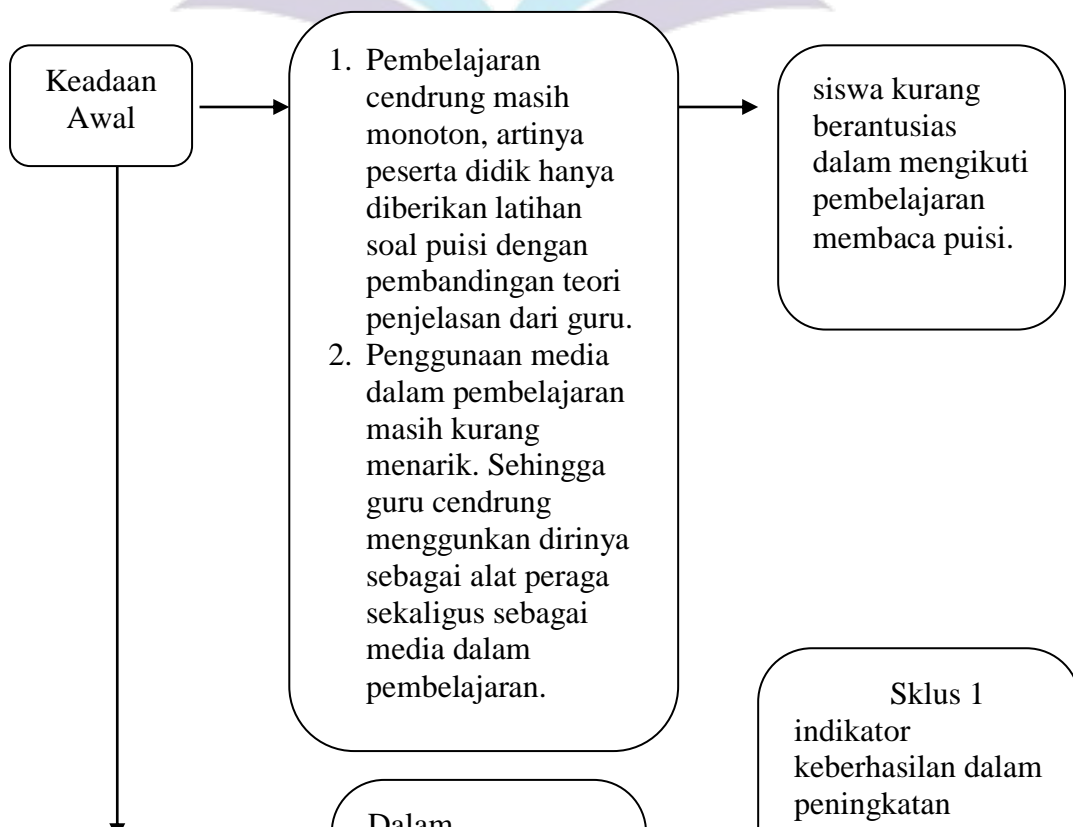 Keadaan
Awal
1. Pembelajaran
cendrung masih
monoton, artinya
peserta didik hanya
diberikan latihan
soal puisi dengan
pembandingan teori
penjelasan dari guru.
2. Penggunaan media
dalam pembelajaran
masih kurang
menarik. Sehingga
guru cendrung
menggunkan dirinya
sebagai alat peraga
sekaligus sebagai
media dalam
pembelajaran.
siswa kurang
berantusias
dalam mengikuti
pembelajaran
membaca puisi.
Sklus 1
indikator
keberhasilan dalam
peningkatan
Dalam